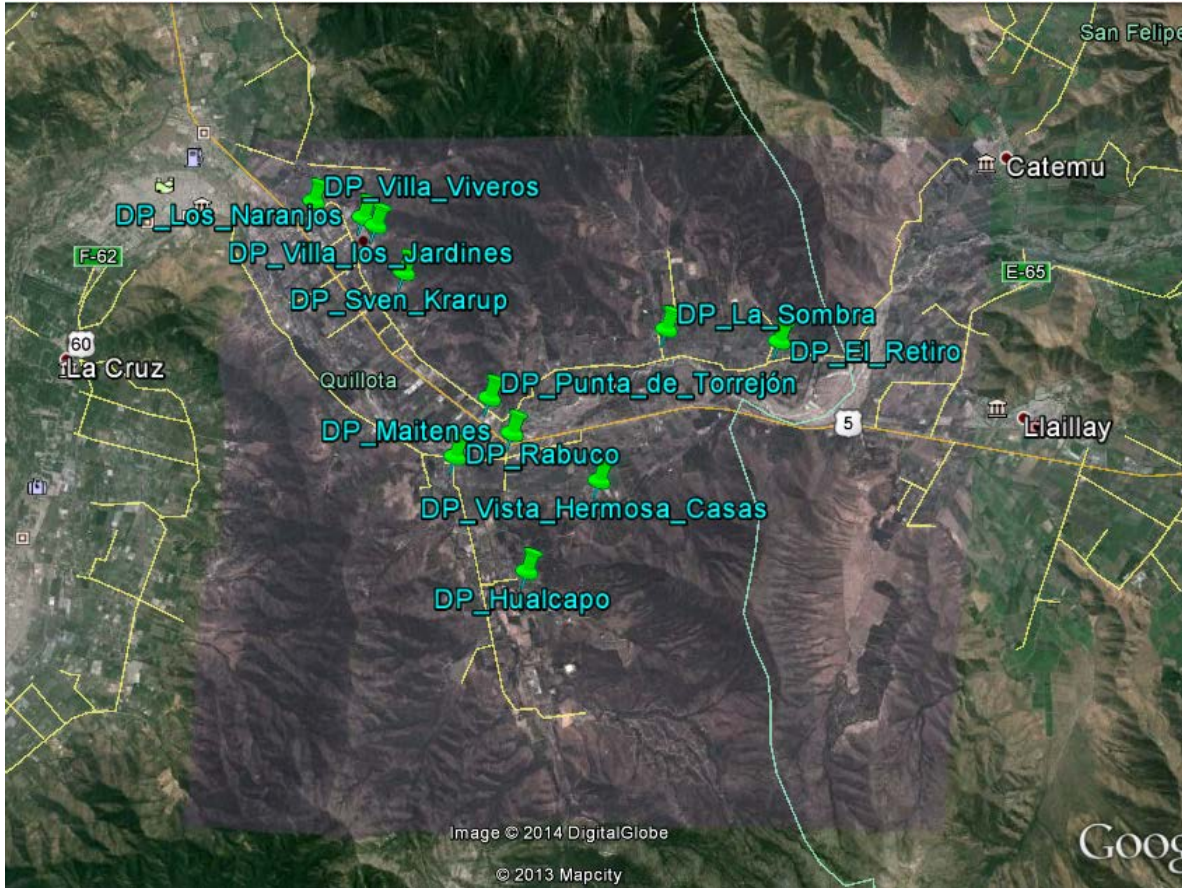 San Felipe
Catemu
DP_Villa_Viveros
DP_Los_Naranjos
DP_Villa_los_Jardines
F-62
E-65
DP_Sven_Krarup
DP_La_Sombra
60
DP_El_Retiro
La Cruz
Quillota
DP_Punta_de_Torrejón
5
Llaillay
DP_Maitenes
DP_Rabuco
DP_Vista_Hermosa_Casas
DP_Hualcapo
Image © 2014 DigitalGlobe
Goog
© 2013 Mapcity